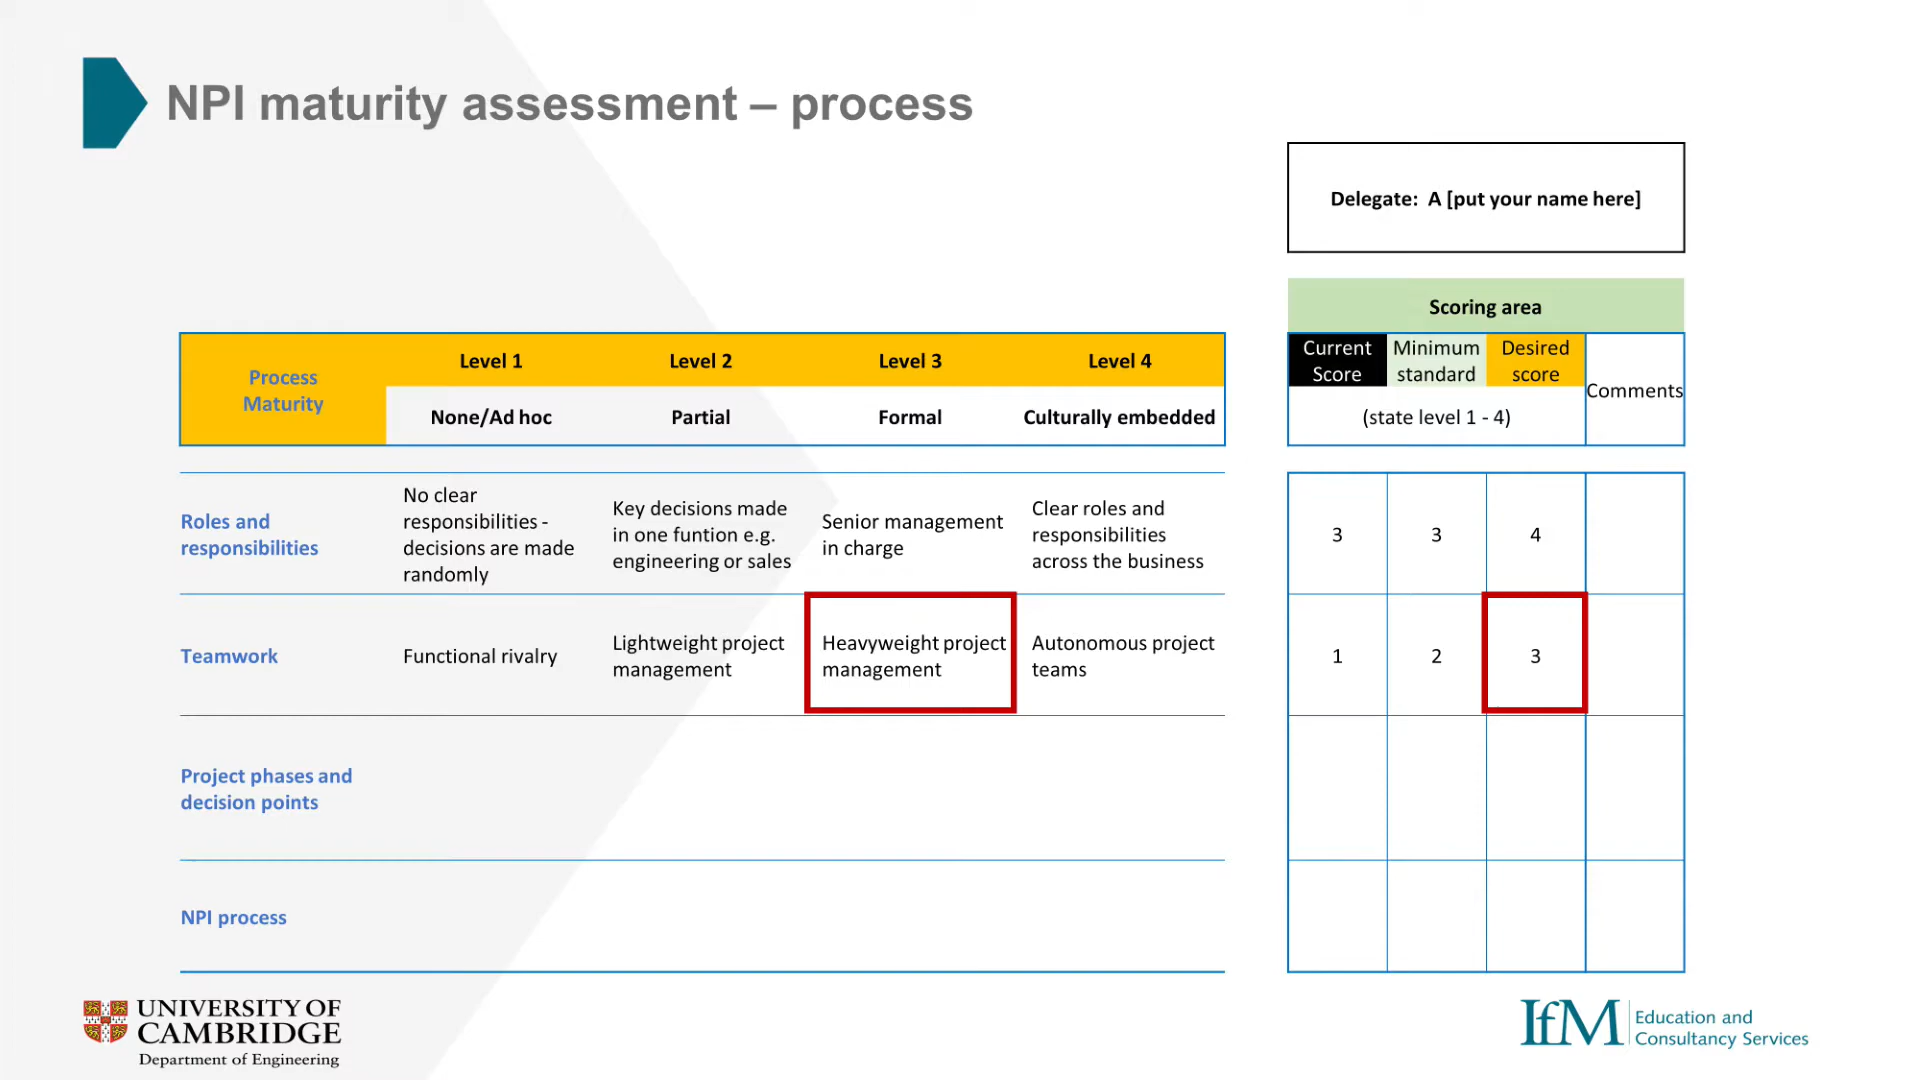 NPI maturity assessment – process
Delegate: A [put your name here]
Scoring area
Process
Maturity
Level 1
Level 2
Level 3
Level 4
None/Ad hoc
Partial
Formal
Culturally embedded
Current
Score
Minimum
standard
Desired
score
Comments
(state level 1 - 4)
Roles and
responsibilities
No clear
responsibilities -
decisions are made
randomly
Key decisions made
in one funtion e.g.
engineering or sales
Senior management
in charge
Clear roles and
responsibilities
across the business
3
3
4
Teamwork
Functional rivalry
Lightweight project
management
Heavyweight project
management
Autonomous project
teams
1
2
3
Project phases and
decision points
NPI process
UNIVERSITY OF
CAMBRIDGE
Department of Engineering
IfM
Education and
Consultancy Services